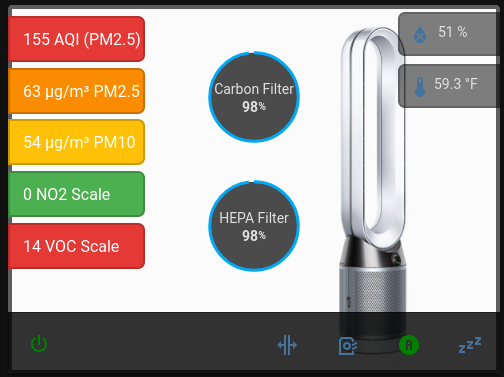 155 AQI (PM2.5)
63 µg/m³ PM2.5
54 µg/m³ PM10
0 NO2 Scale
14 VOC Scale
Carbon Filter
98%
HEPA Filter
98%
51 %
59.3 °F
A
zzz